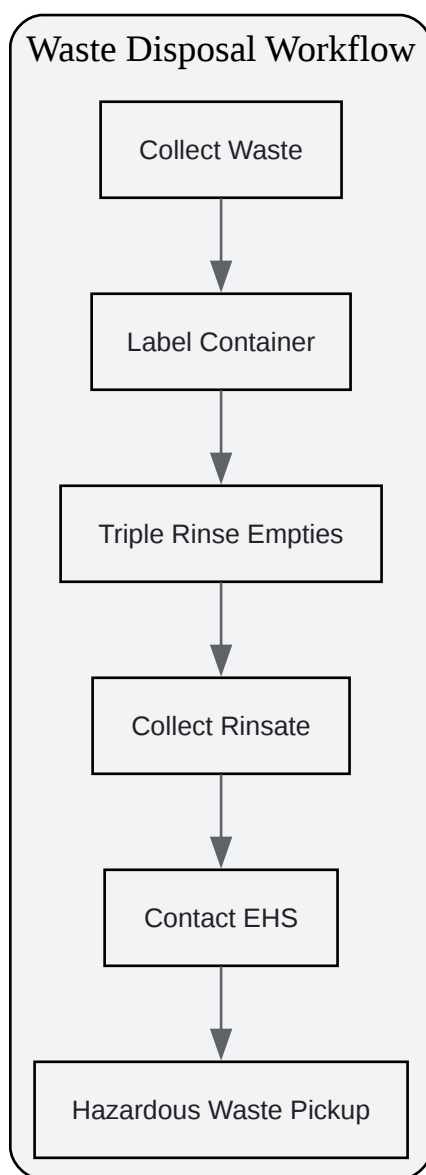 Waste Disposal Workflow
Collect Waste
Label Container
Triple Rinse Empties
Collect Rinsate
Contact EHS
Hazardous Waste Pickup